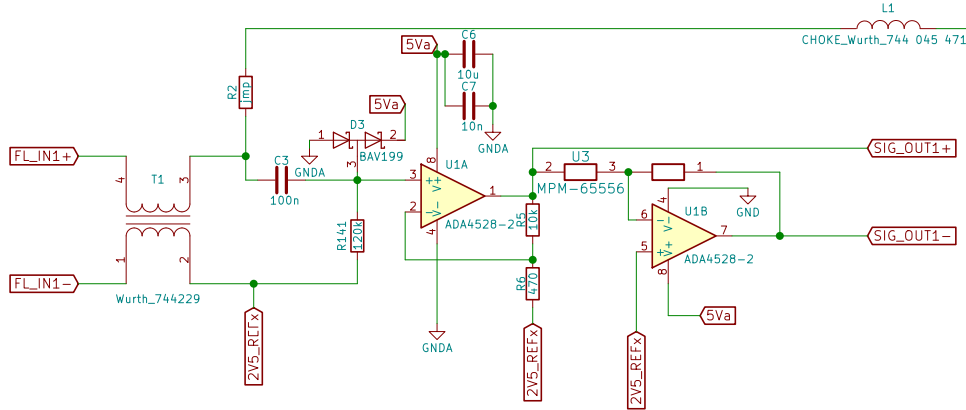 L1
CHOKE_Wurth_744 045 471
C6
5Va
10u
R2
jmp
C7
5Va
10n
D3
1
2
GNDA
BAV199
FL_IN1+
SIG_OUT1+
C3
3
GNDA
U1A
U3
4
T1
3
8
2
3
1
100n
3
+
V+
1
MPM-65556
4
GND
2
-
V-
ADA4528-2
R5
10k
U1B
R141
120k
4
6
-
V-
7
SIG_OUT1-
5
+
V+
ADA4528-2
1
2
8
R6
470
FL_IN1-
Wurth_744229
5Va
2V5_REFx
GNDA
2V5_REFx
2V5_REFx